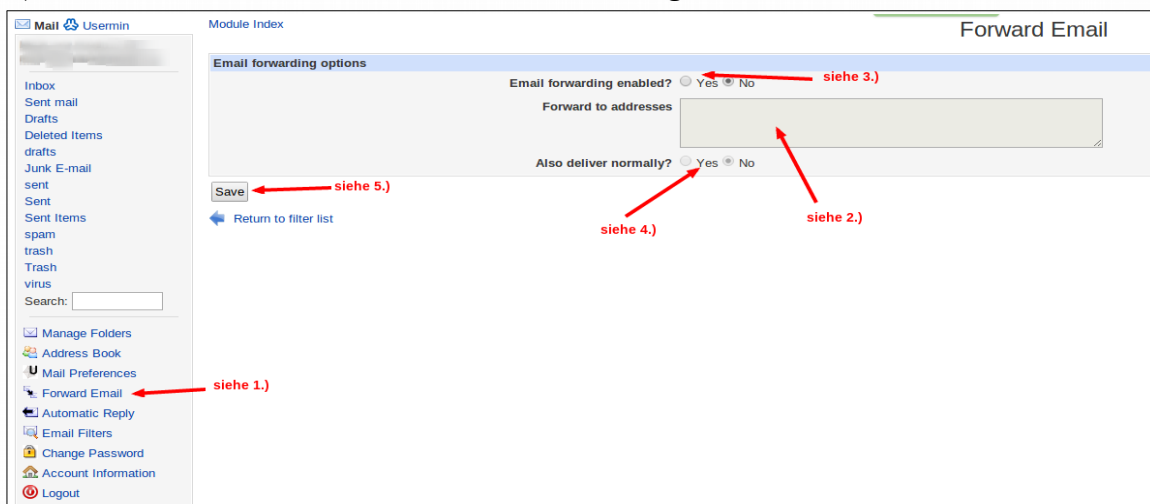 Mail Usermin
Module Index
Forward Email
Email forwarding options
Email forwarding enabled? Yes No
siehe 3.)
Forward to addresses
siehe 2.)
Also deliver normally? Yes No
siehe 4.)
Save
siehe 5.)
Return to filter list
Inbox
Sent mail
Drafts
Deleted Items
drafts
Junk E-mail
sent
Sent
Sent Items
spam
trash
Trash
virus
Search:
Manage Folders
Address Book
Mail Preferences
Forward Email
siehe 1.)
Automatic Reply
Email Filters
Change Password
Account Information
Logout